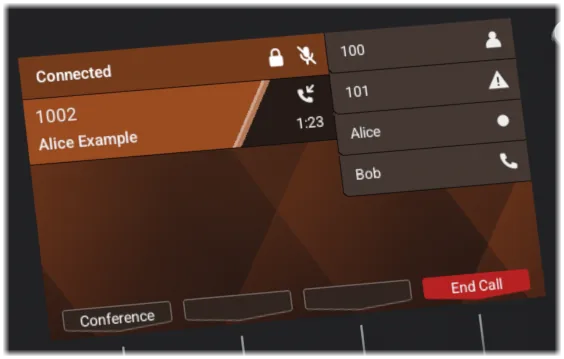 Connected
1002
Alice Example
1:23
100
101
Alice
Bob
Conference
End Call